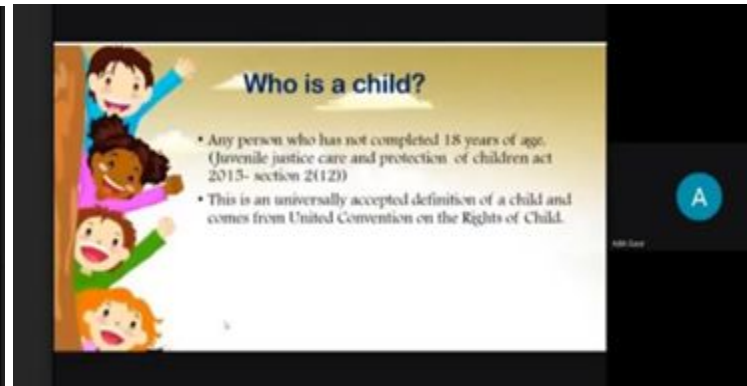 Who is a child?
• Any person who has not completed 18 years of age.
(Juvenile justice care and protection of children act
2015- section 2(12))
• This is an universally accepted definition of a child and
comes from United Convention on the Rights of Child.
A